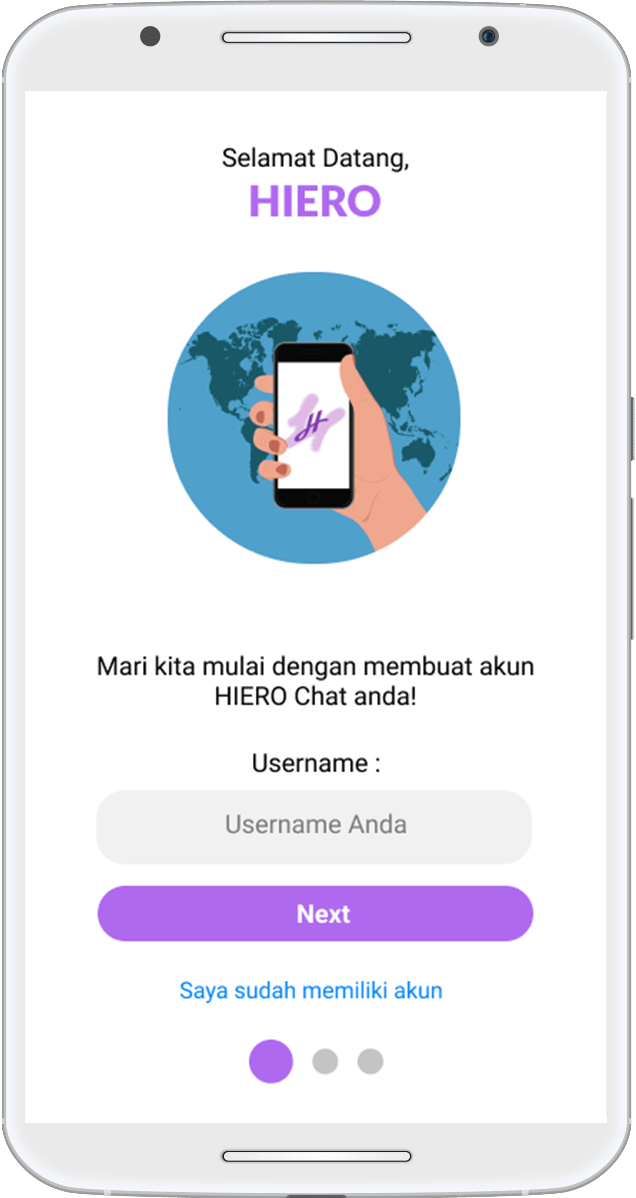 Selamat Datang,
HIERO
H
Mari kita mulai dengan membuat akun
HIERO Chat anda!
Username :
Username Anda
Next
Saya sudah memiliki akun